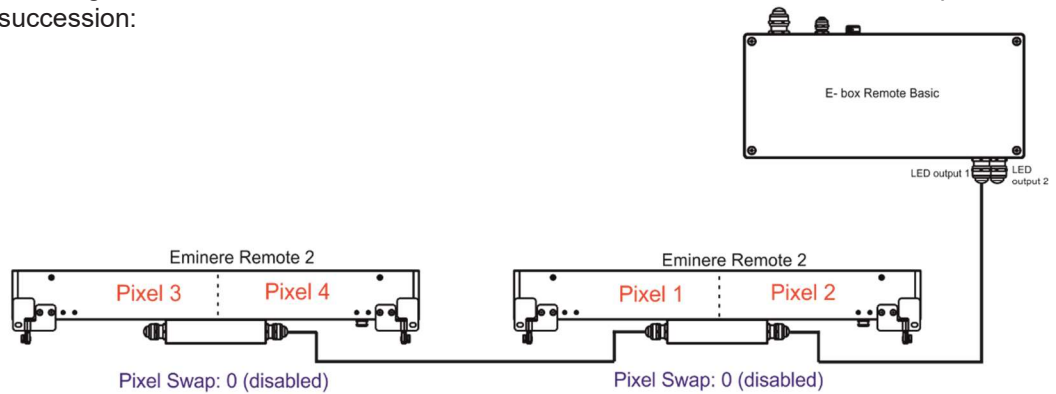 succession:
E- box Remote Basic
LED output 1
LED
output 2
Eminere Remote 2
Eminere Remote 2
Pixel 3
Pixel 4
Pixel 1
Pixel 2
Pixel Swap: 0 (disabled)
Pixel Swap: 0 (disabled)